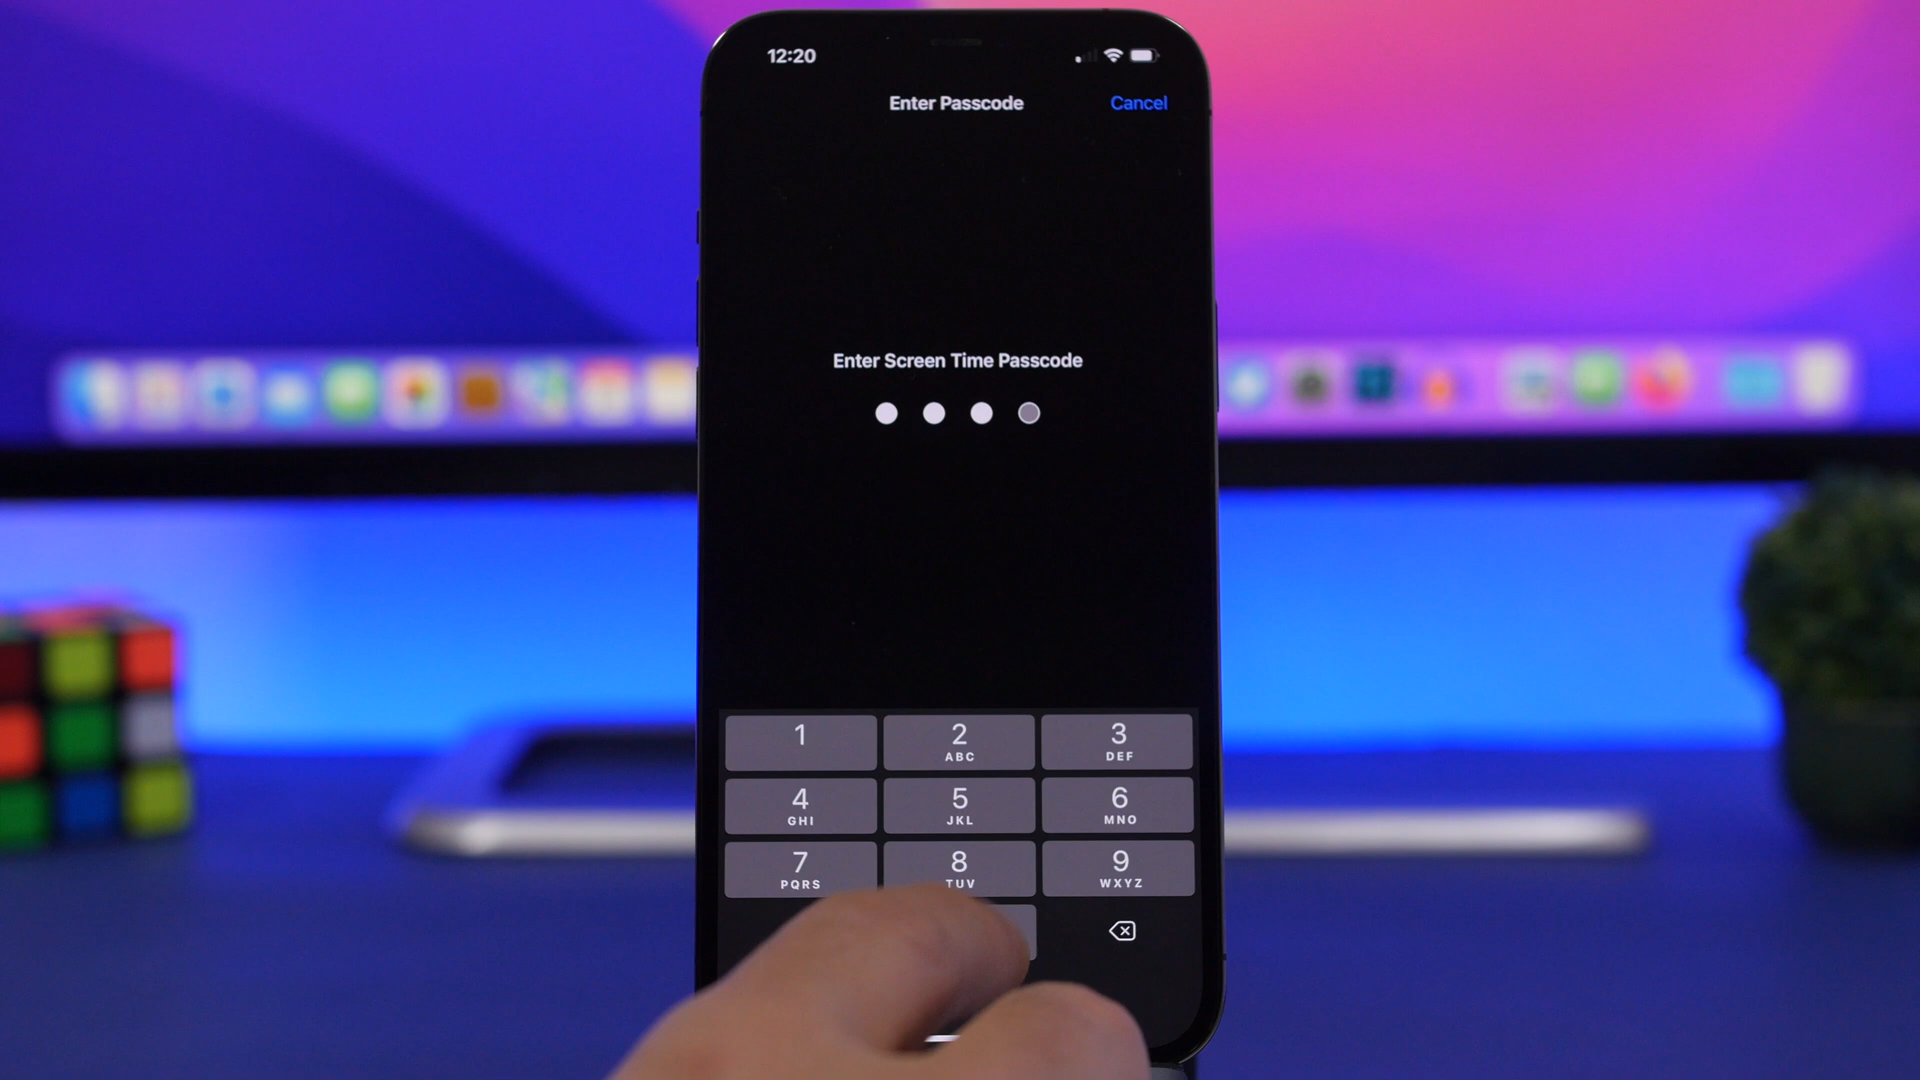 12:20
Enter Passcode
Cancel
Enter Screen Time Passcode
1
2
ABC
3
DEF
4
GHI
5
JKL
6
MNO
7
PQRS
8
TUV
9
WXYZ